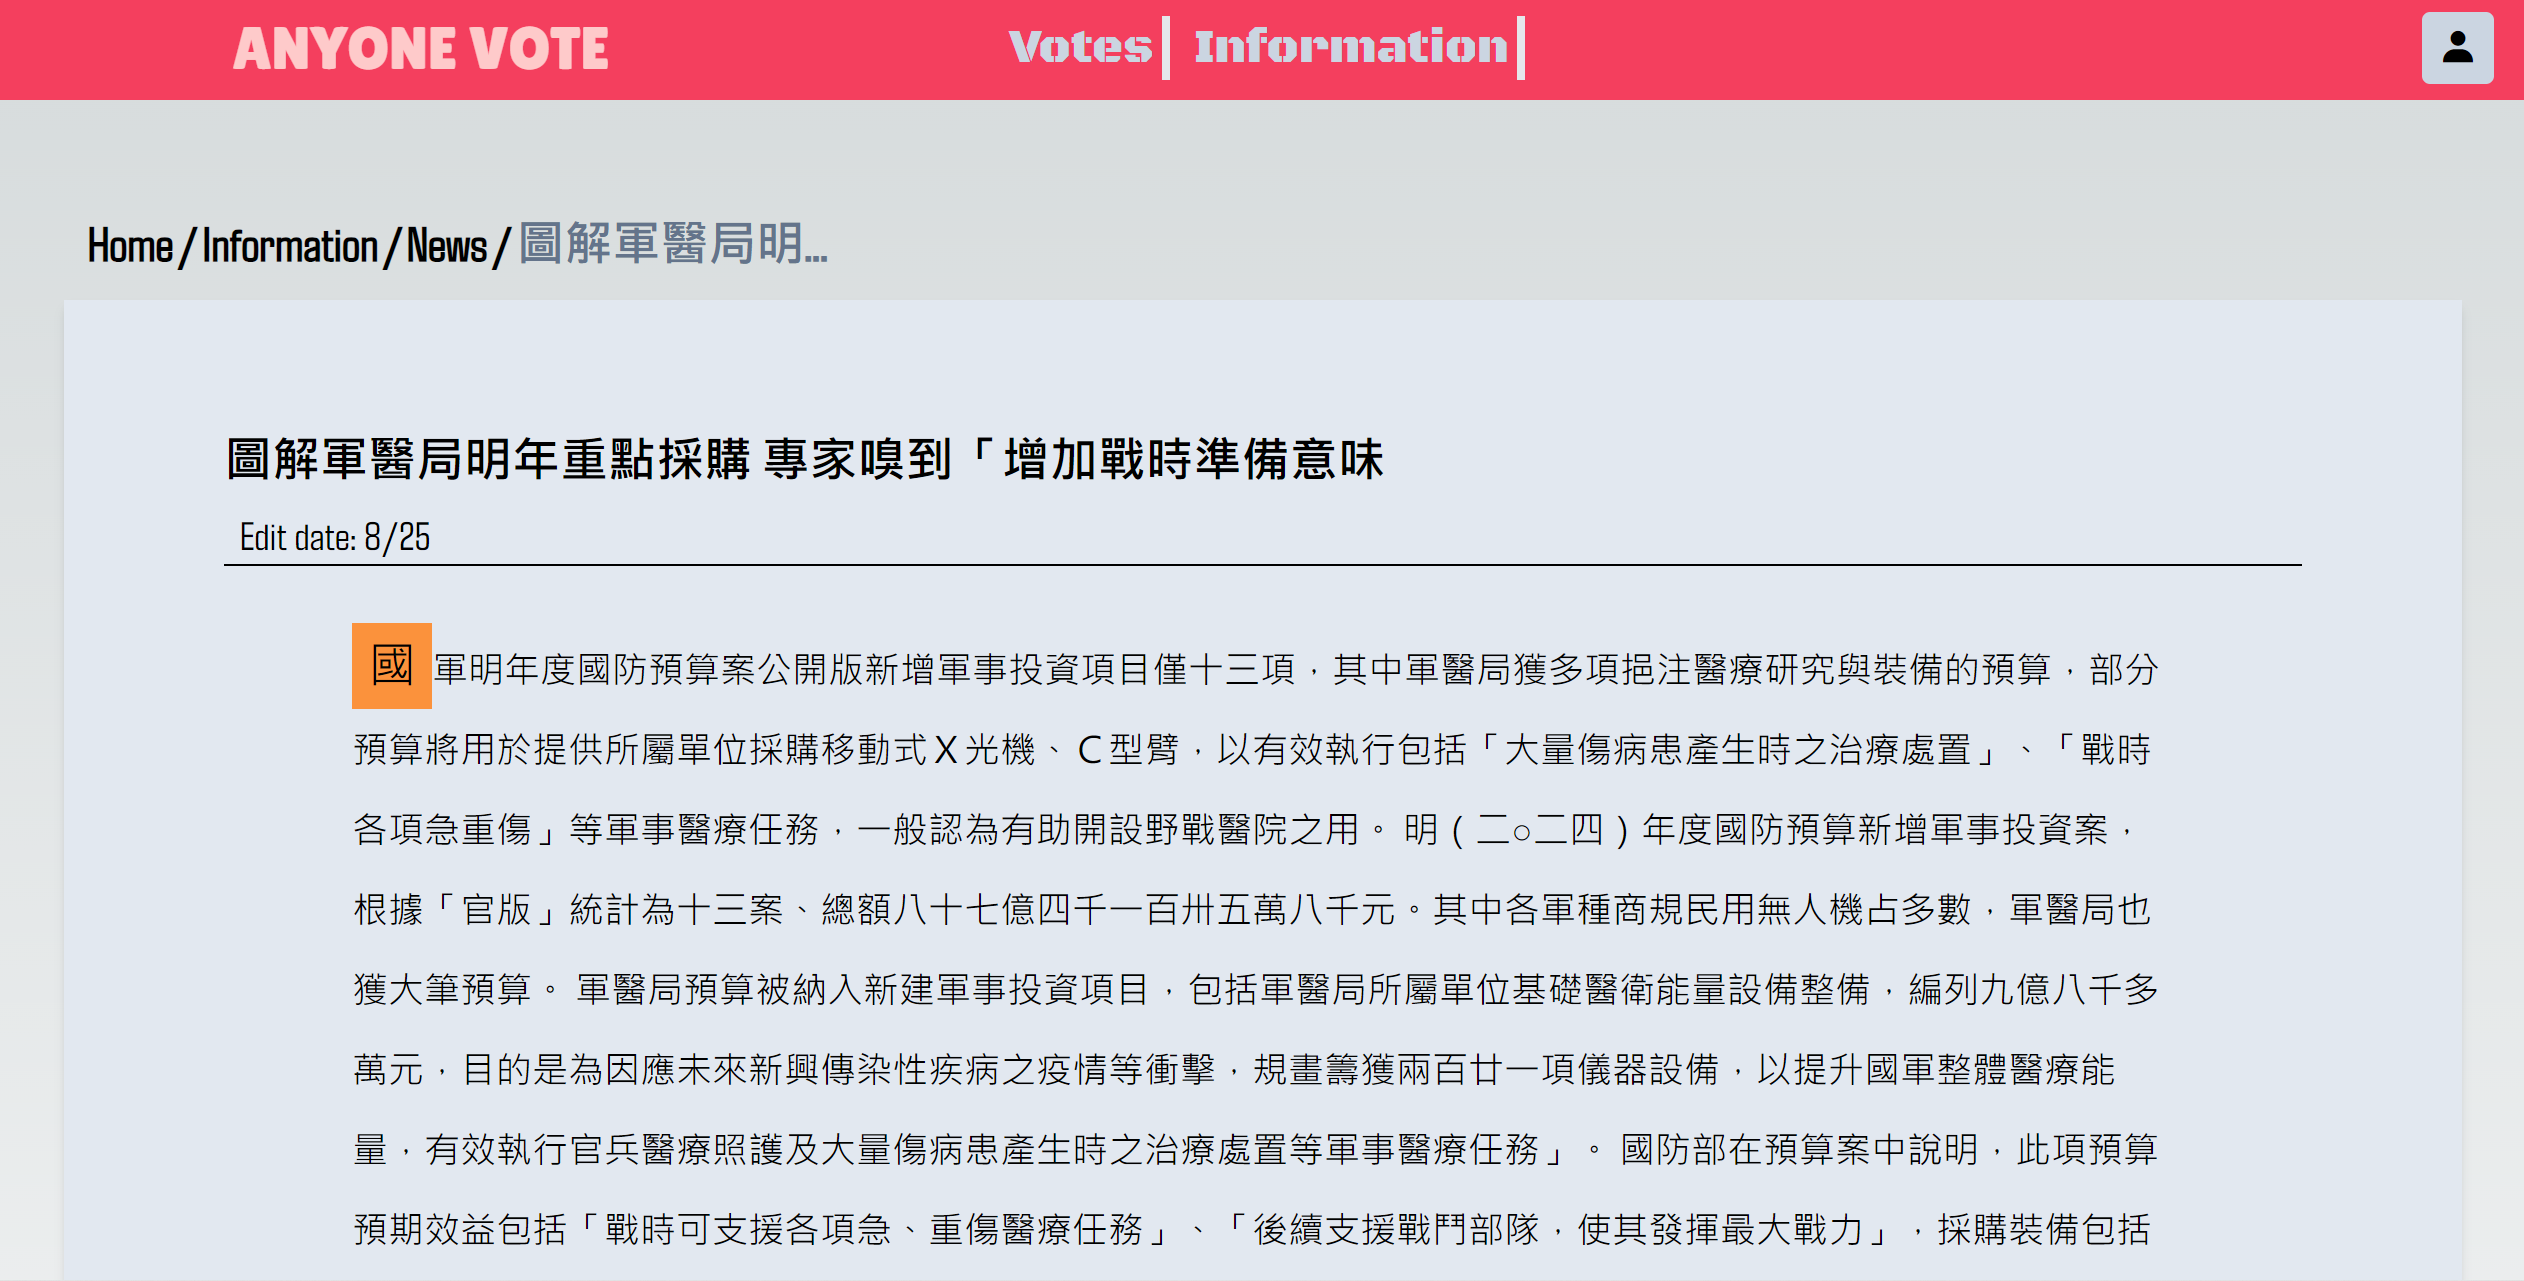 ANYONE VOTE
Votes
Information
Home / Information / News / 圖解軍醫局明...
圖解軍醫局明年重點採購 專家嗅到「增加戰時準備意味
Edit date: 8/25
國軍明年度國防預算案公開版新增軍事投資項目僅十三項，其中軍醫局獲多項挹注醫療研究與裝備的預算，部分
預算將用於提供所屬單位採購移動式Ｘ光機、Ｃ型臂，以有效執行包括「大量傷病患產生時之治療處置」、「戰時
各項急重傷」等軍事醫療任務，一般認為有助開設野戰醫院之用。 明（二○二四）年度國防預算新增軍事投資案，
根據「官版」統計為十三案、總額八十七億四千一百卅五萬八千元。其中各軍種商規民用無人機占多數，軍醫局也
獲大筆預算。 軍醫局預算被納入新建軍事投資項目，包括軍醫局所屬單位基礎醫衛能量設備整備，編列九億八千多
萬元，目的是為因應未來新興傳染性疾病之疫情等衝擊，規畫籌獲兩百廿一項儀器設備，以提升國軍整體醫療能
量，有效執行官兵醫療照護及大量傷病患產生時之治療處置等軍事醫療任務」。 國防部在預算案中說明，此項預算
預期效益包括「戰時可支援各項急、重傷醫療任務」、「後續支援戰鬥部隊，使其發揮最大戰力」，採購裝備包括